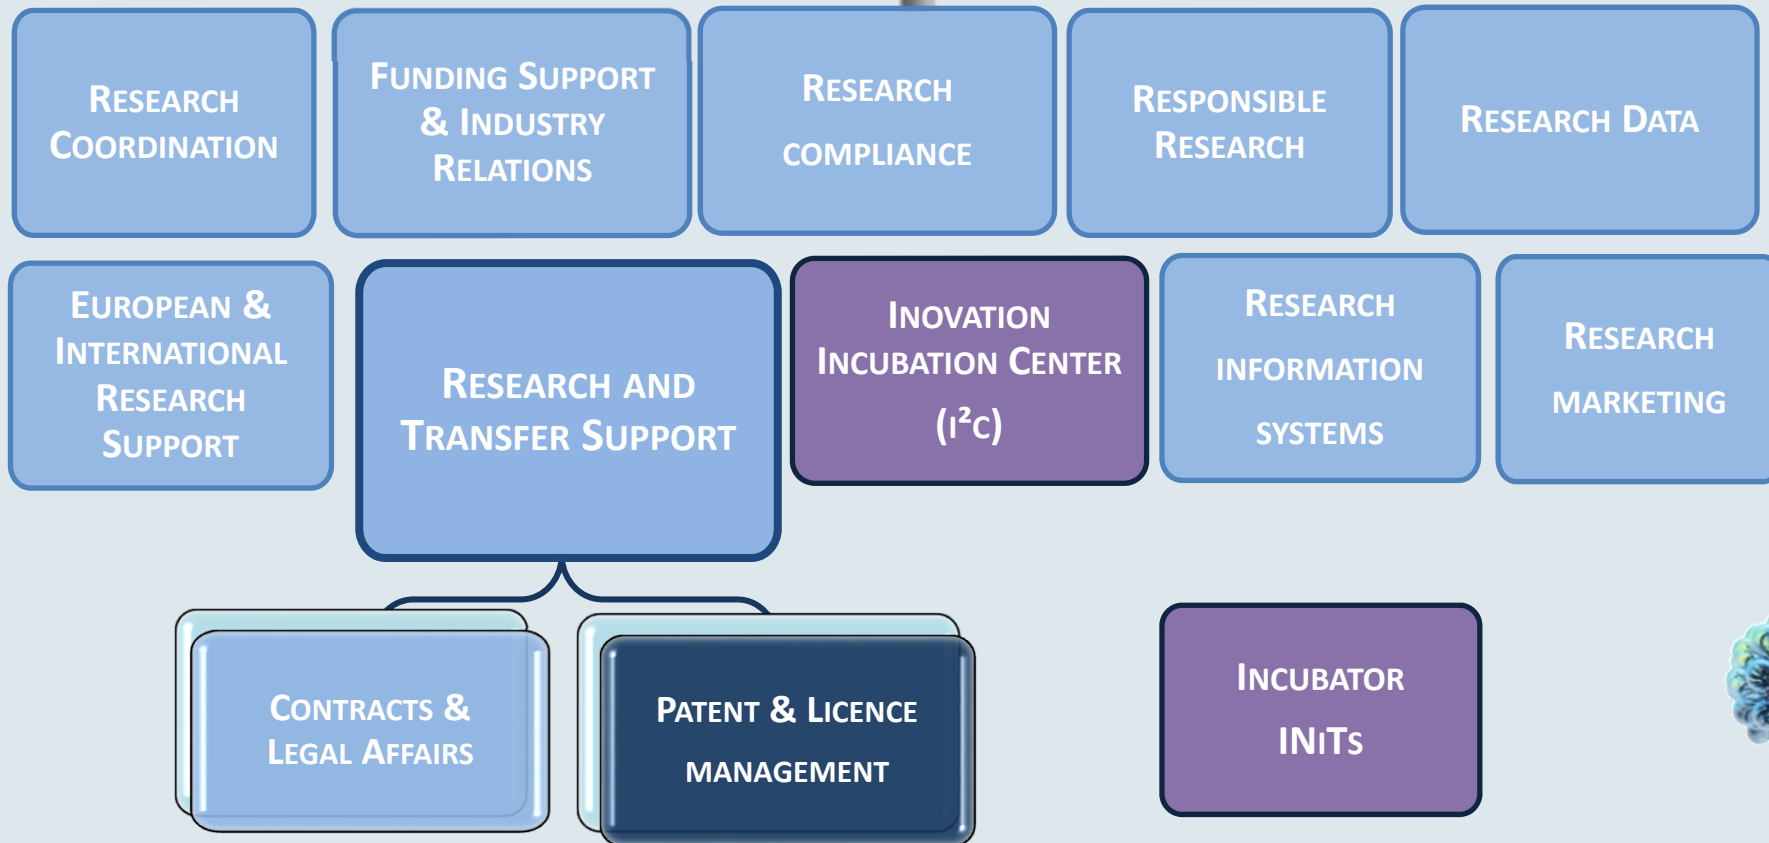 Research
Coordination
Funding Support
& Industry
Relations
Research
compliance
Responsible
Research
Research Data
European &
International
Research
Support
Research and
Transfer Support
Inovation
Incubation Center
(i²c)
Research
information
systems
Research
marketing
Contracts &
Legal Affairs
Patent & Licence
management
Incubator
INiTs